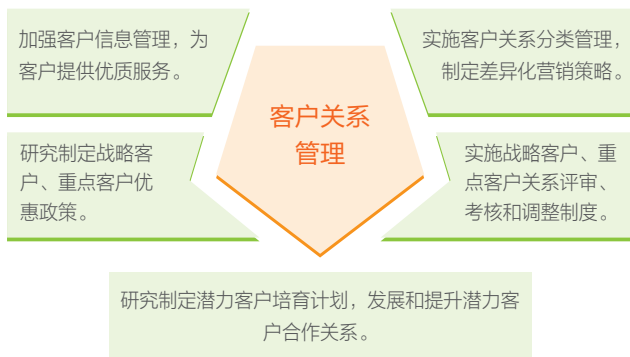 加强客户信息管理，为
客户提供优质服务。
实施客户关系分类管理，
制定差异化营销策略。
客户关系
管理
研究制定战略客
户、重点客户优
惠政策。
实施战略客户、重
点客户关系评审、
考核和调整制度。
研究制定潜力客户培育计划，发展和提升潜力客
户合作关系。